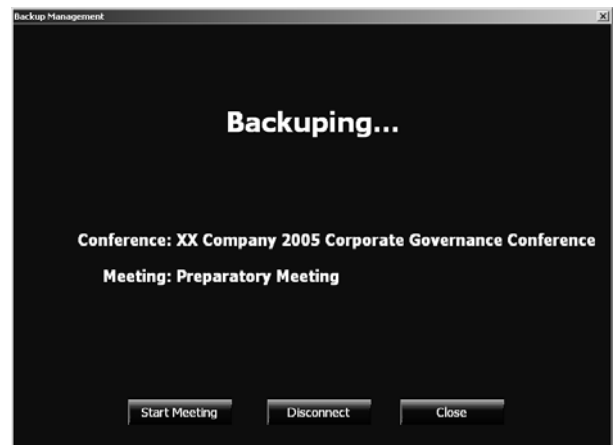 Backup Management
Backuping...
Conference: XX Company 2005 Corporate Governance Conference
Meeting: Preparatory Meeting
Start Meeting Disconnect Close